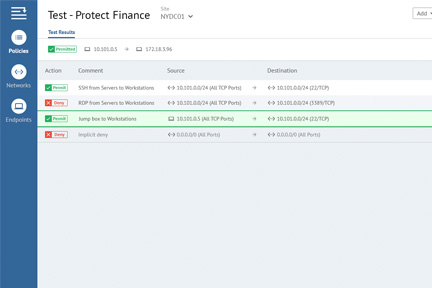 Test - Protect Finance
Site
NYDC01
Add
Test Results
Permitted 10.101.0.5 → 172.18.3.96
Policies
Networks
Endpoints
Action Comment Source Destination
Permit SSH from Servers to Workstations 10.101.0.0/24 (All TCP Ports) → 10.101.0.0/24 (22/TCP)
Deny RDP from Servers to Workstations 10.101.0.0/24 (All TCP Ports) → 10.101.0.0/24 (3389/TCP)
Permit Jump box to Workstations 10.101.0.5 (All TCP Ports) → 10.101.0.0/24 (22/TCP)
Deny Implicit deny 0.0.0.0/0 (All Ports) → 0.0.0.0/0 (All Ports)